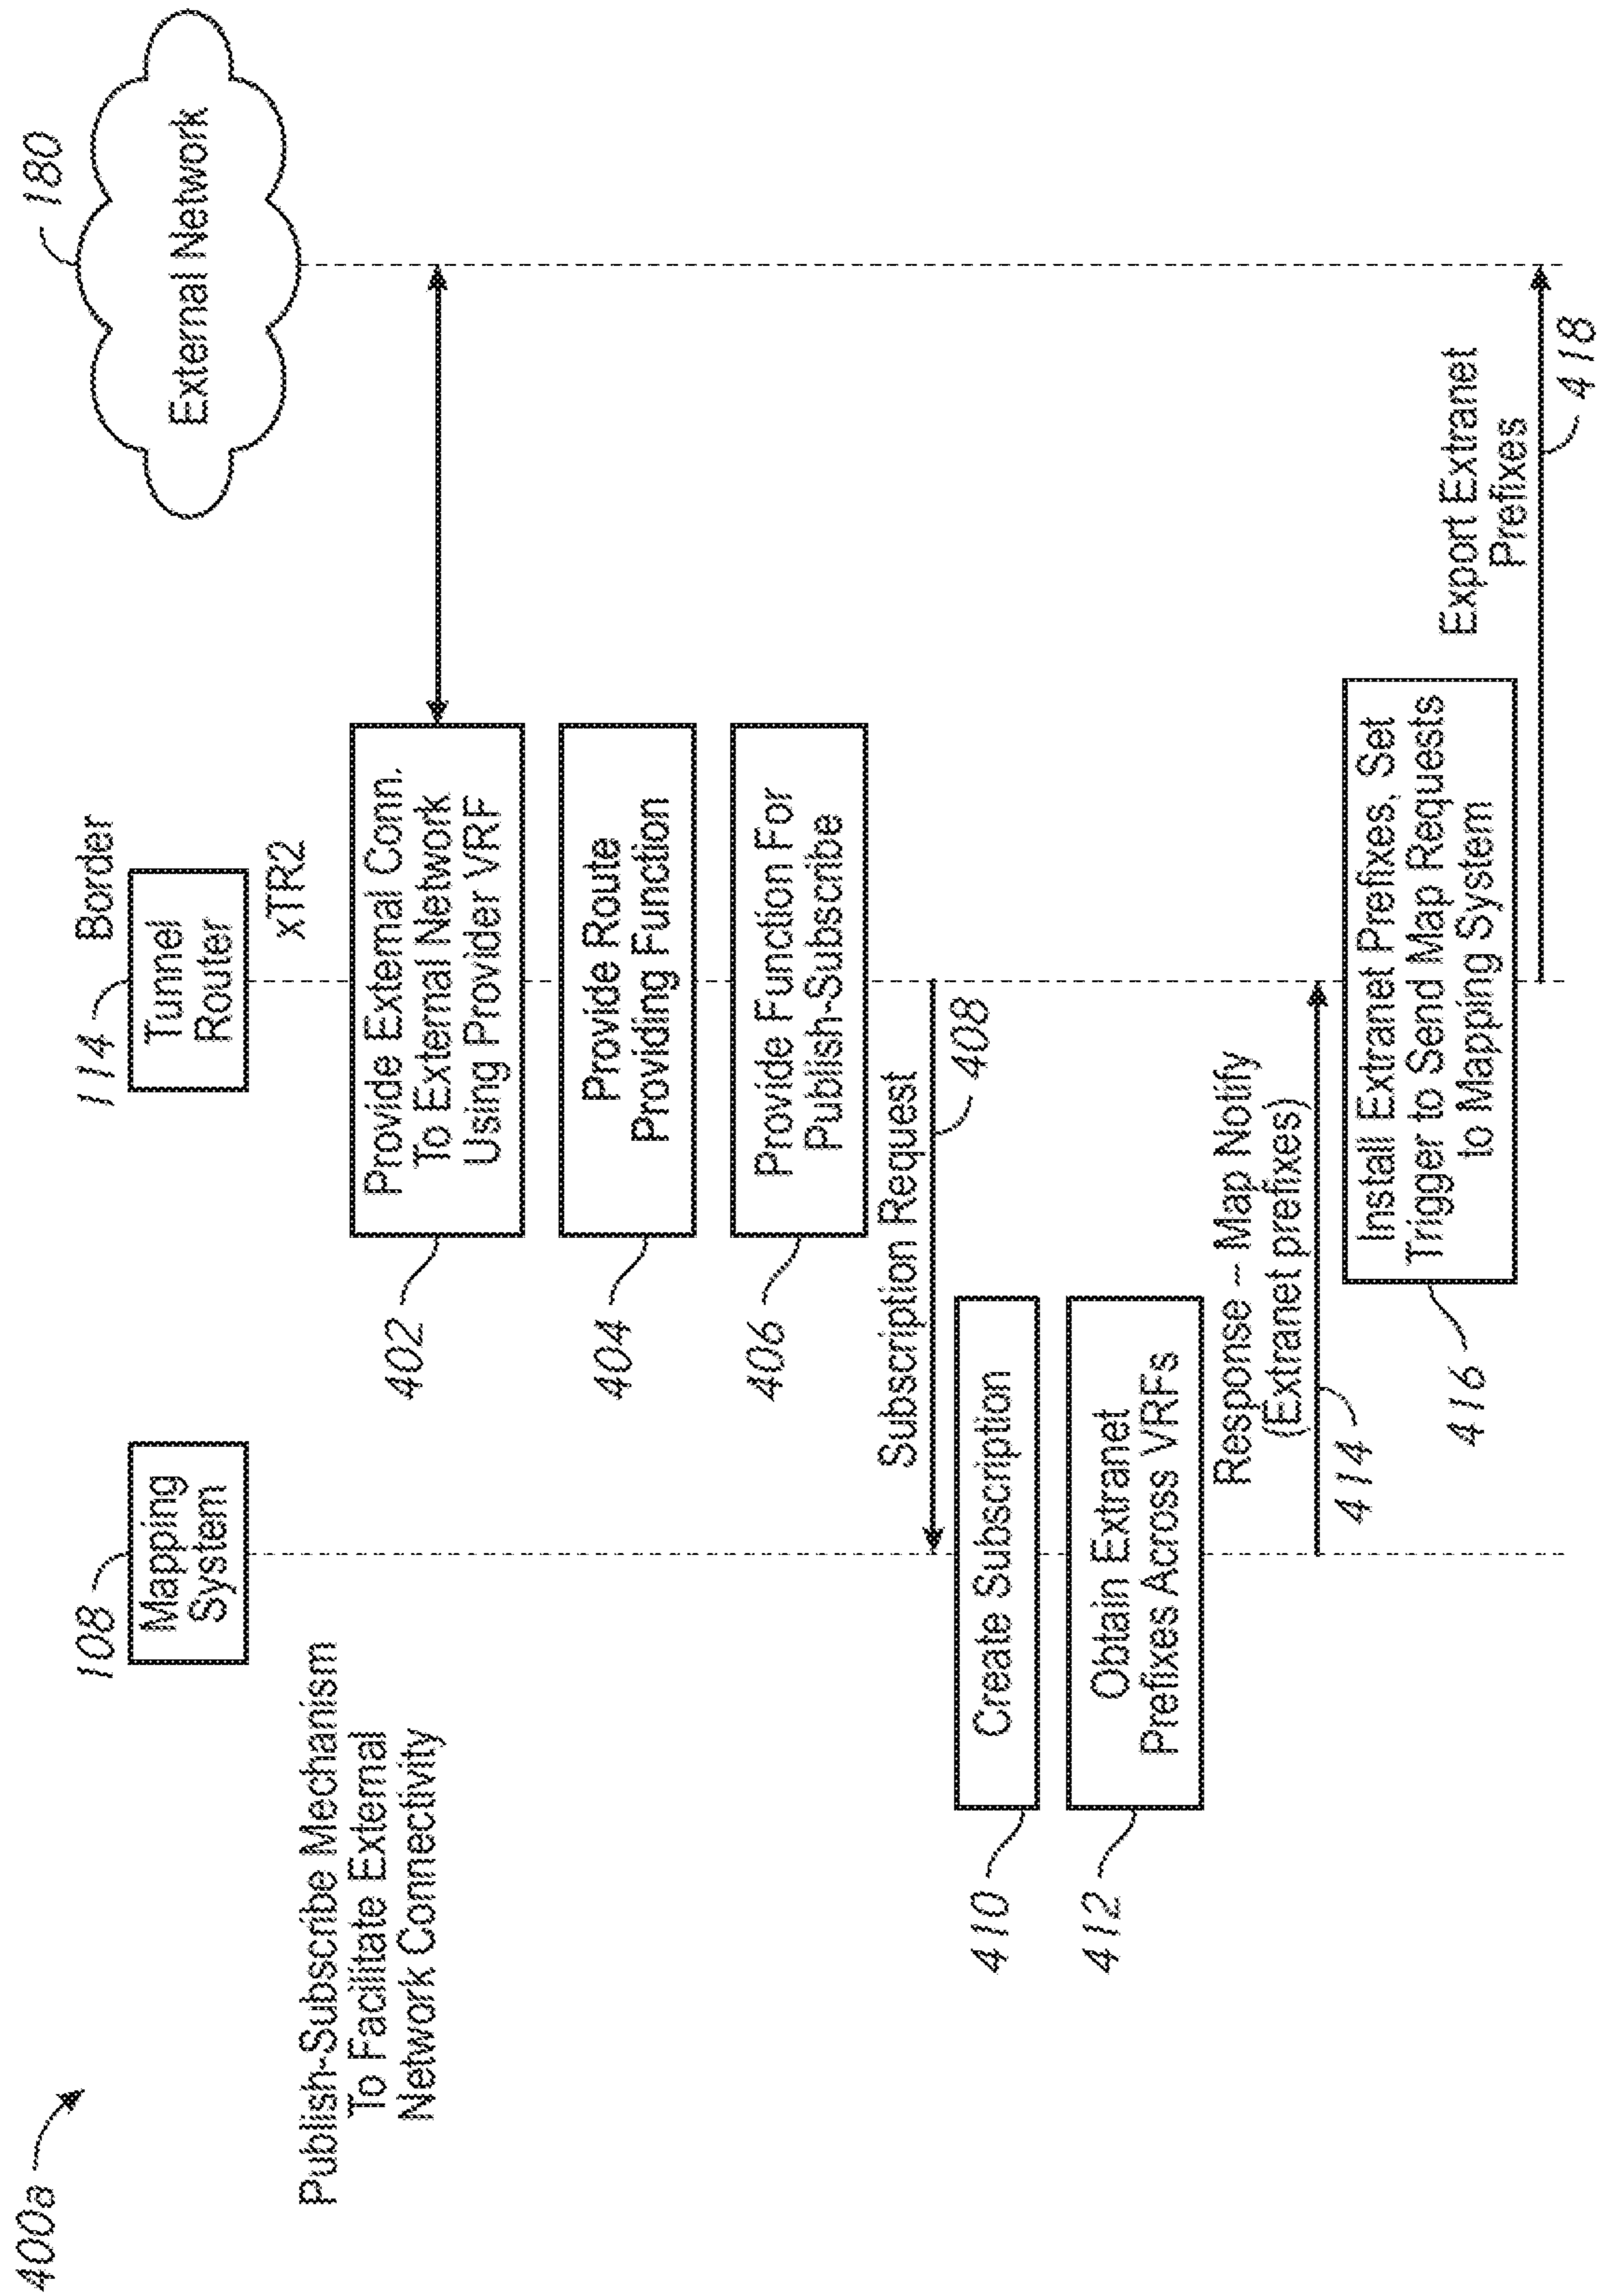 400a
Publish-Subscribe Mechanism
To Facilitate External
Network Connectivity
108
Mapping
System
114
Border
Tunnel
Router
xTR2
180
External Network
402
Provide External Conn.
To External Network
Using Provider VRF
404
Provide Route
Providing Function
406
Provide Function For
Publish-Subscribe
Subscription Request
408
410
Create Subscription
412
Obtain Extranet
Prefixes Across VRFs
Response -- Map Notify
(Extranet prefixes)
414
416
Install Extranet Prefixes, Set
Trigger to Send Map Requests
to Mapping System
Export Extranet
Prefixes
418